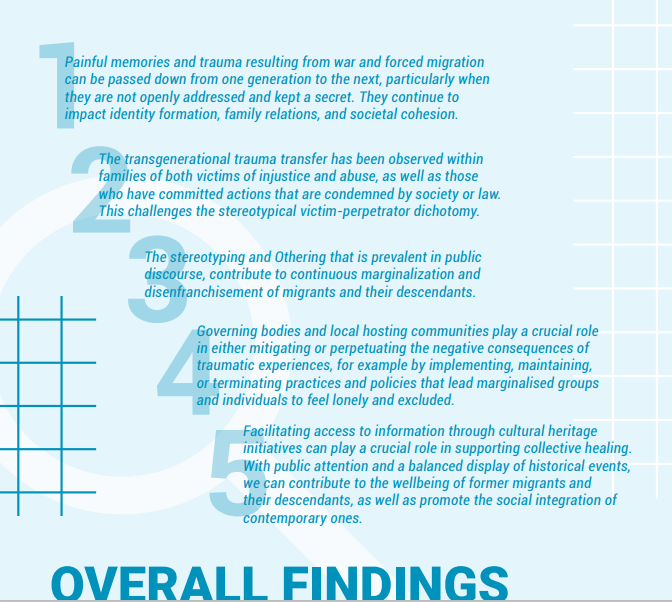 1
Painful memories and trauma resulting from war and forced migration
can be passed down from one generation to the next, particularly when
they are not openly addressed and kept a secret. They continue to
impact identity formation, family relations, and societal cohesion.
2
The transgenerational trauma transfer has been observed within
families of both victims of injustice and abuse, as well as those
who have committed actions that are condemned by society or law.
This challenges the stereotypical victim-perpetrator dichotomy.
3
The stereotyping and Othering that is prevalent in public
discourse, contribute to continuous marginalization and
disenfranchisement of migrants and their descendants.
4
Governing bodies and local hosting communities play a crucial role
in either mitigating or perpetuating the negative consequences of
traumatic experiences, for example by implementing, maintaining,
or terminating practices and policies that lead marginalised groups
and individuals to feel lonely and excluded.
5
Facilitating access to information through cultural heritage
initiatives can play a crucial role in supporting collective healing.
With public attention and a balanced display of historical events,
we can contribute to the wellbeing of former migrants and
their descendants, as well as promote the social integration of
contemporary ones.
OVERALL FINDINGS